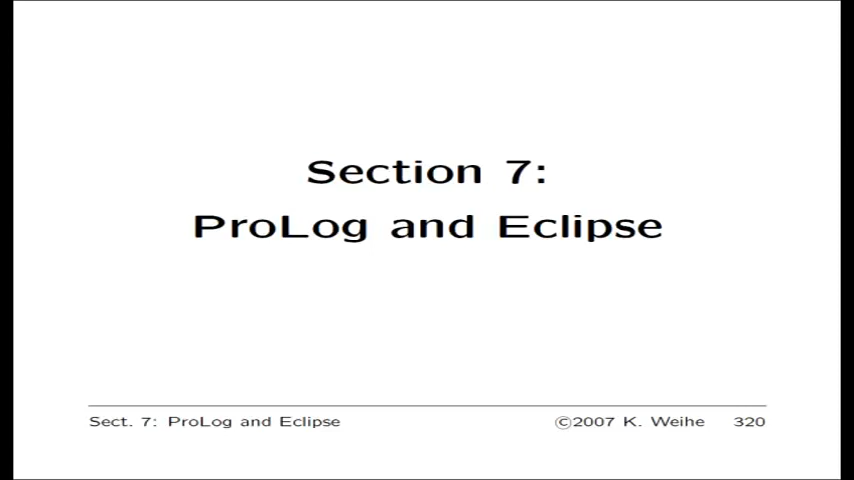 Section 7:
ProLog and Eclipse
Sect. 7: ProLog and Eclipse ©2007 K. Weihe 320